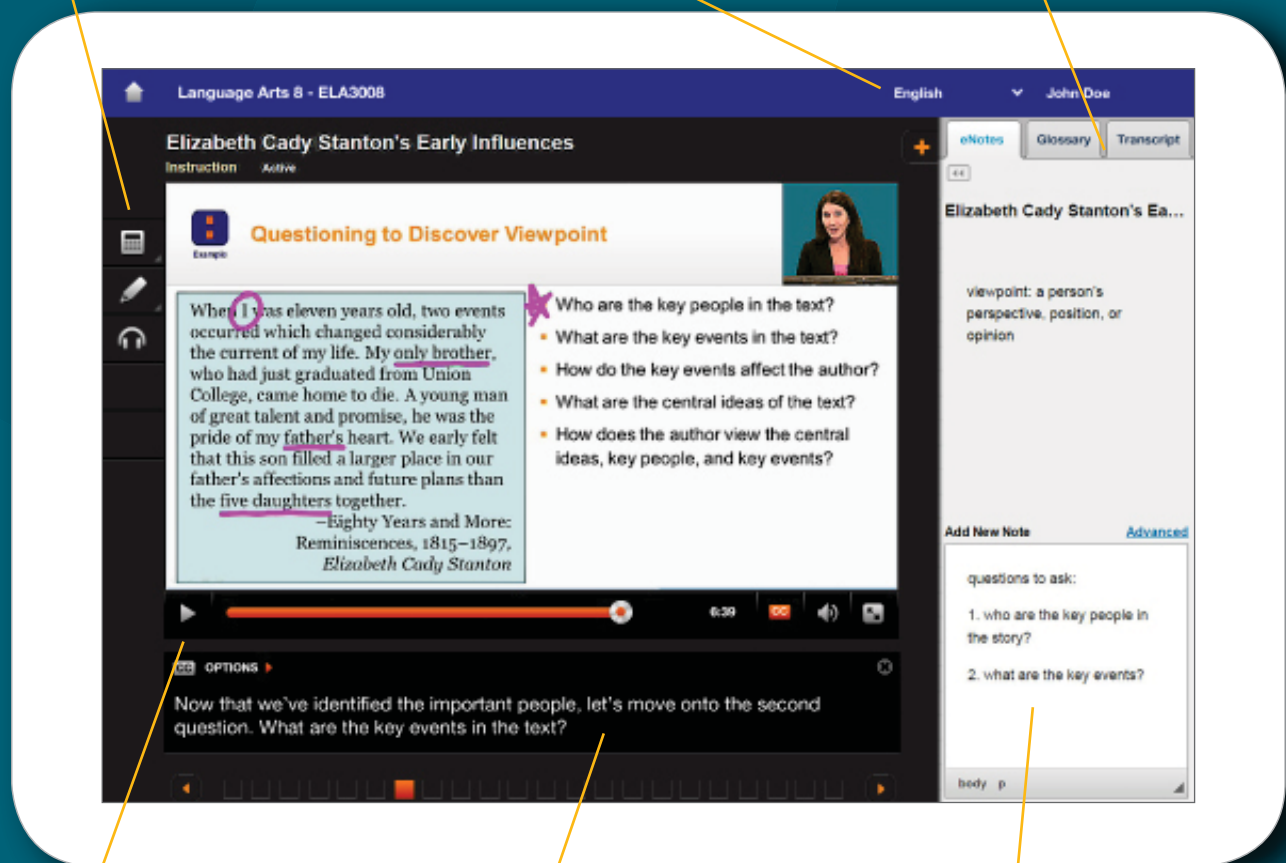 Language Arts 8 - ELA3008
English
John Doe
Elizabeth Cady Stanton's Early Influences
Instruction Active
eNotes Glossary Transcript
Elizabeth Cady Stanton's Ea...
viewpoint: a person's
perspective, position, or
opinion
Example
Questioning to Discover Viewpoint
When I was eleven years old, two events
occurred which changed considerably
the current of my life. My only brother,
who had just graduated from Union
College, came home to die. A young man
of great talent and promise, he was the
pride of my father's heart. We early felt
that this son filled a larger place in our
father's affections and future plans than
the five daughters together.
–Eighty Years and More:
Reminiscences, 1815–1897,
Elizabeth Cady Stanton
Who are the key people in the text?
What are the key events in the text?
How do the key events affect the author?
What are the central ideas of the text?
How does the author view the central
ideas, key people, and key events?
6:39 CC
CC OPTIONS
Now that we've identified the important people, let's move onto the second
question. What are the key events in the text?
Add New Note Advanced
questions to ask:
1. who are the key people in
the story?
2. what are the key events?
body p